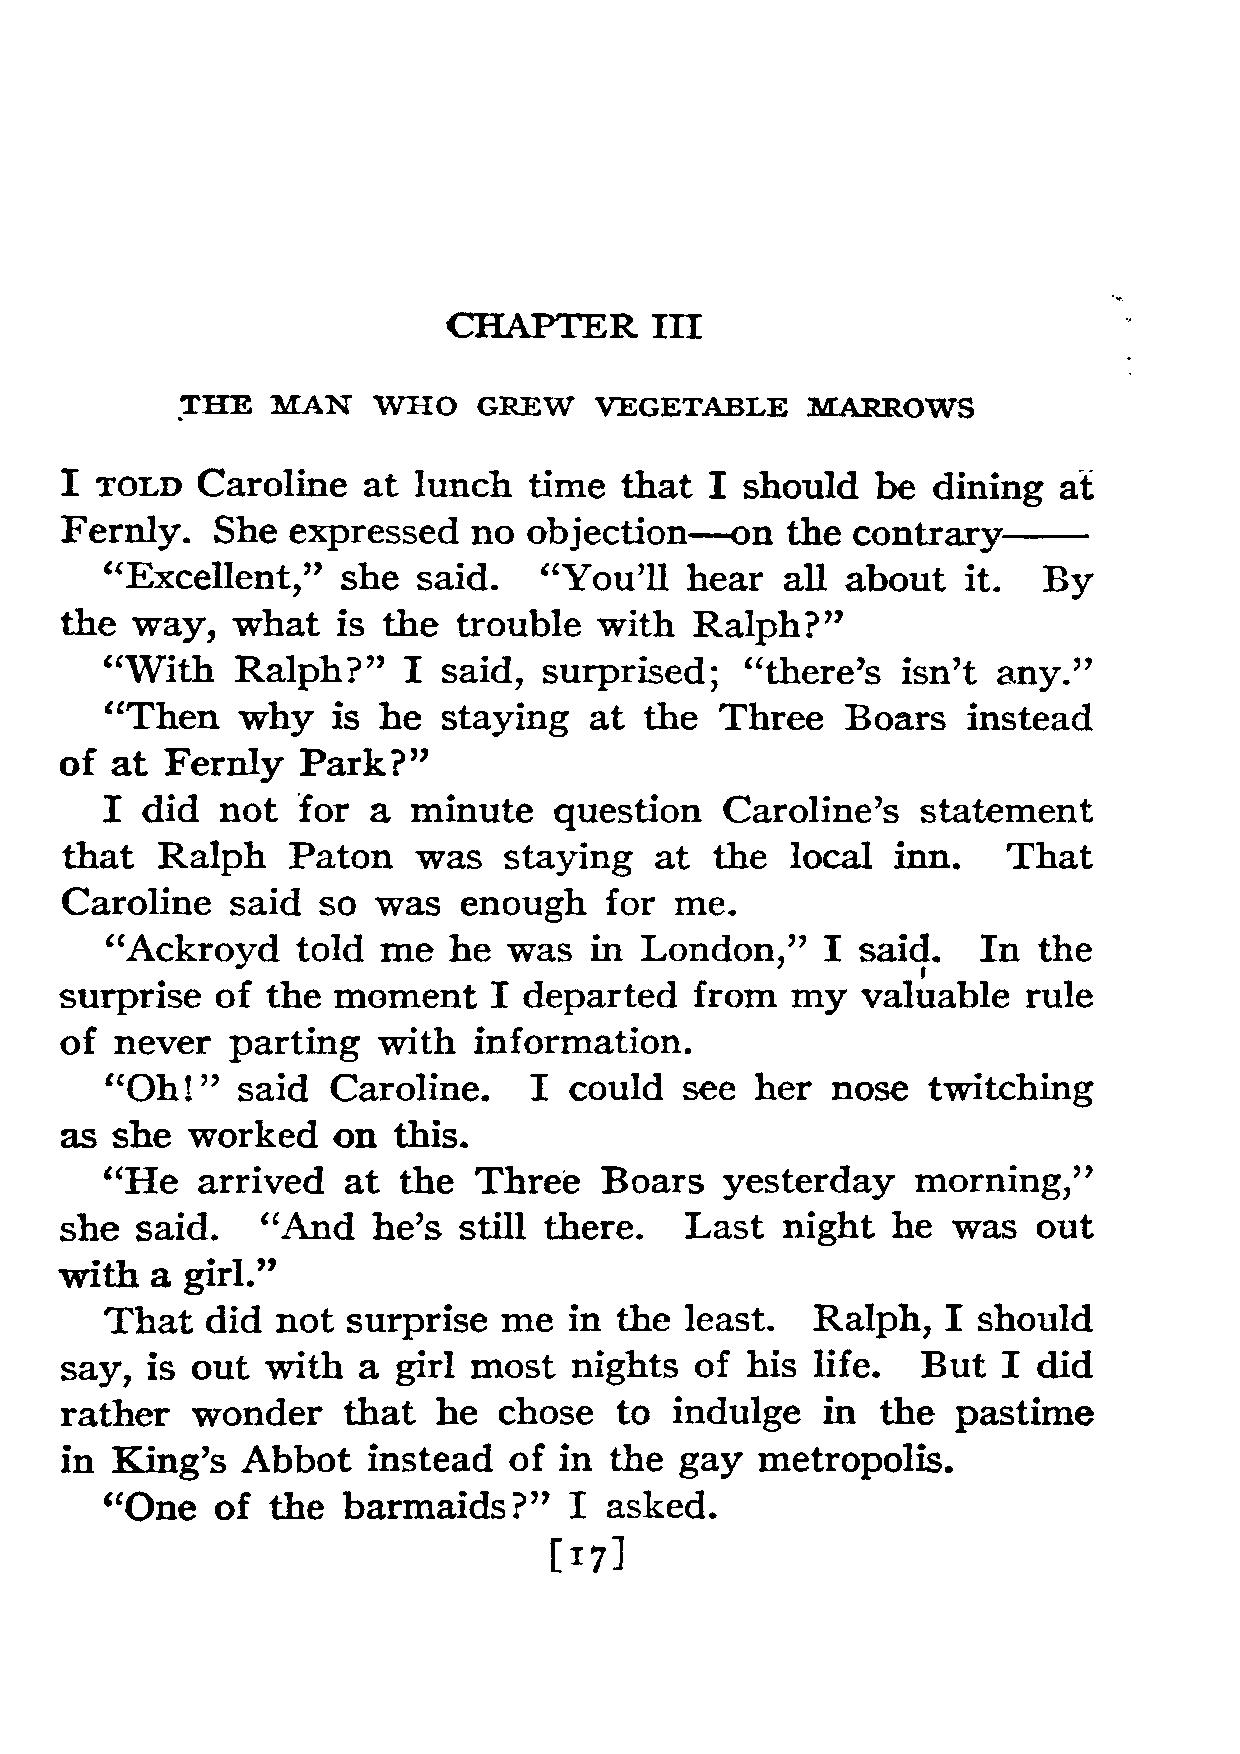 CHAPTER III
THE MAN WHO GREW VEGETABLE MARROWS
I TOLD Caroline at lunch time that I should be dining at
Fernly. She expressed no objection—on the contrary——
“Excellent,” she said. “You’ll hear all about it. By
the way, what is the trouble with Ralph?”
“With Ralph?” I said, surprised; “there’s isn’t any.”
“Then why is he staying at the Three Boars instead
of at Fernly Park?”
I did not for a minute question Caroline’s statement
that Ralph Paton was staying at the local inn. That
Caroline said so was enough for me.
“Ackroyd told me he was in London,” I said. In the
surprise of the moment I departed from my valuable rule
of never parting with information.
“Oh!” said Caroline. I could see her nose twitching
as she worked on this.
“He arrived at the Three Boars yesterday morning,”
she said. “And he’s still there. Last night he was out
with a girl.”
That did not surprise me in the least. Ralph, I should
say, is out with a girl most nights of his life. But I did
rather wonder that he chose to indulge in the pastime
in King’s Abbot instead of in the gay metropolis.
“One of the barmaids?” I asked.
[17]